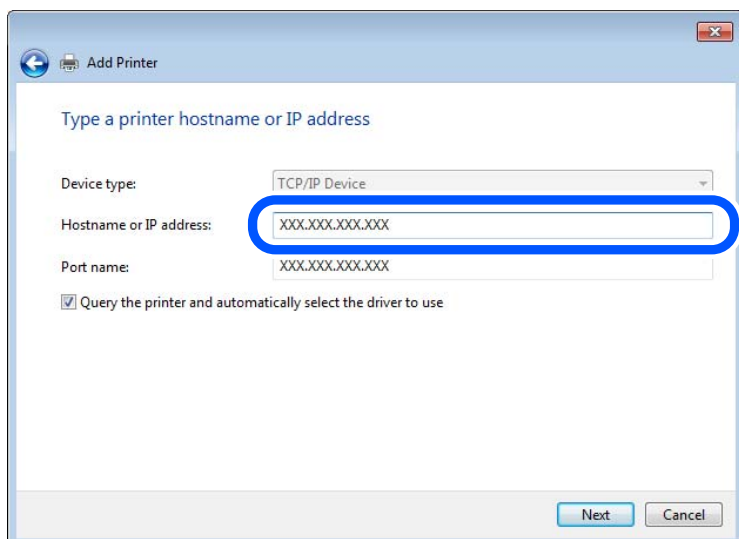 Add Printer
Type a printer hostname or IP address
Device type: TCP/IP Device
Hostname or IP address: XXX.XXX.XXX.XXX
Port name: XXX.XXX.XXX.XXX
Query the printer and automatically select the driver to use
Next Cancel